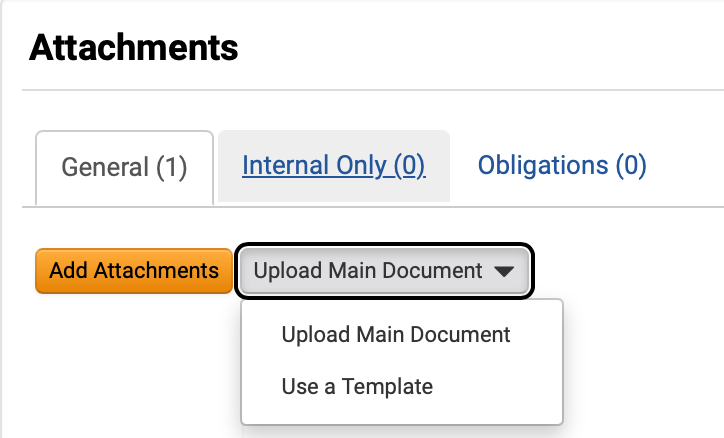 Attachments
General (1) Internal Only (0) Obligations (0)
Add Attachments Upload Main Document
Upload Main Document
Use a Template